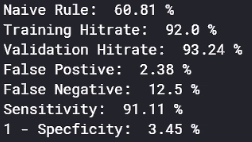 Naive Rule:  60.81 %
Training Hitrate:  92.0 %
Validation Hitrate:  93.24 %
False Postive:  2.38 %
False Negative:  12.5 %
Sensitivity:  91.11 %
1 - Specficity:  3.45 %